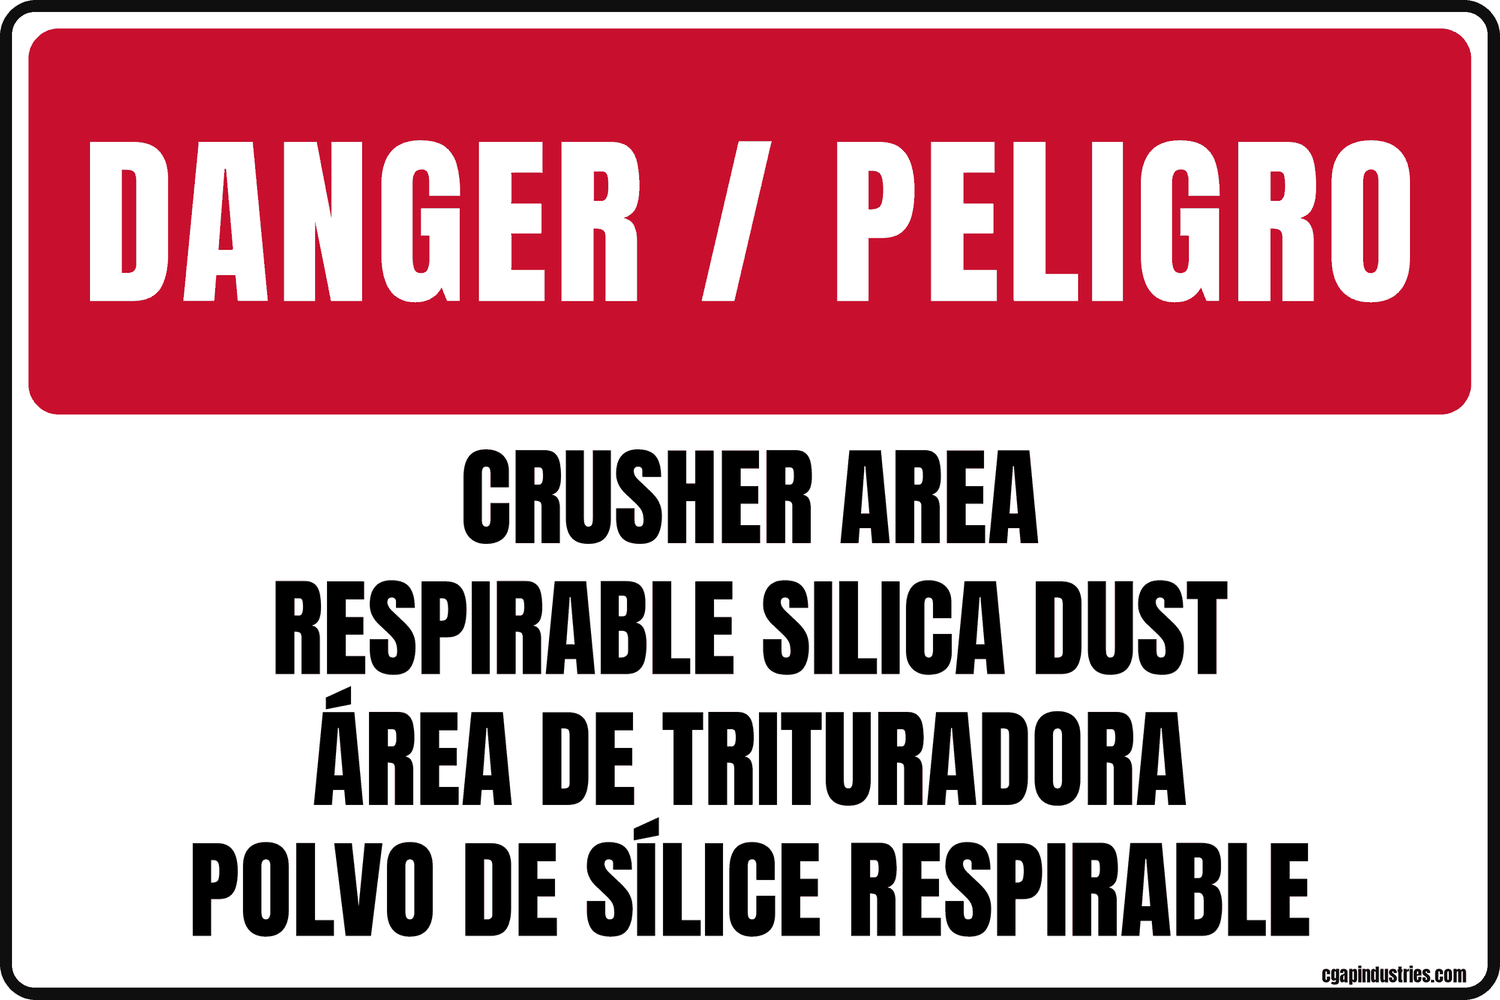 DANGER / PELIGRO
CRUSHER AREA
RESPIRABLE SILICA DUST
ÁREA DE TRITURADORA
POLVO DE SÍLICE RESPIRABLE
cgapindustries.com